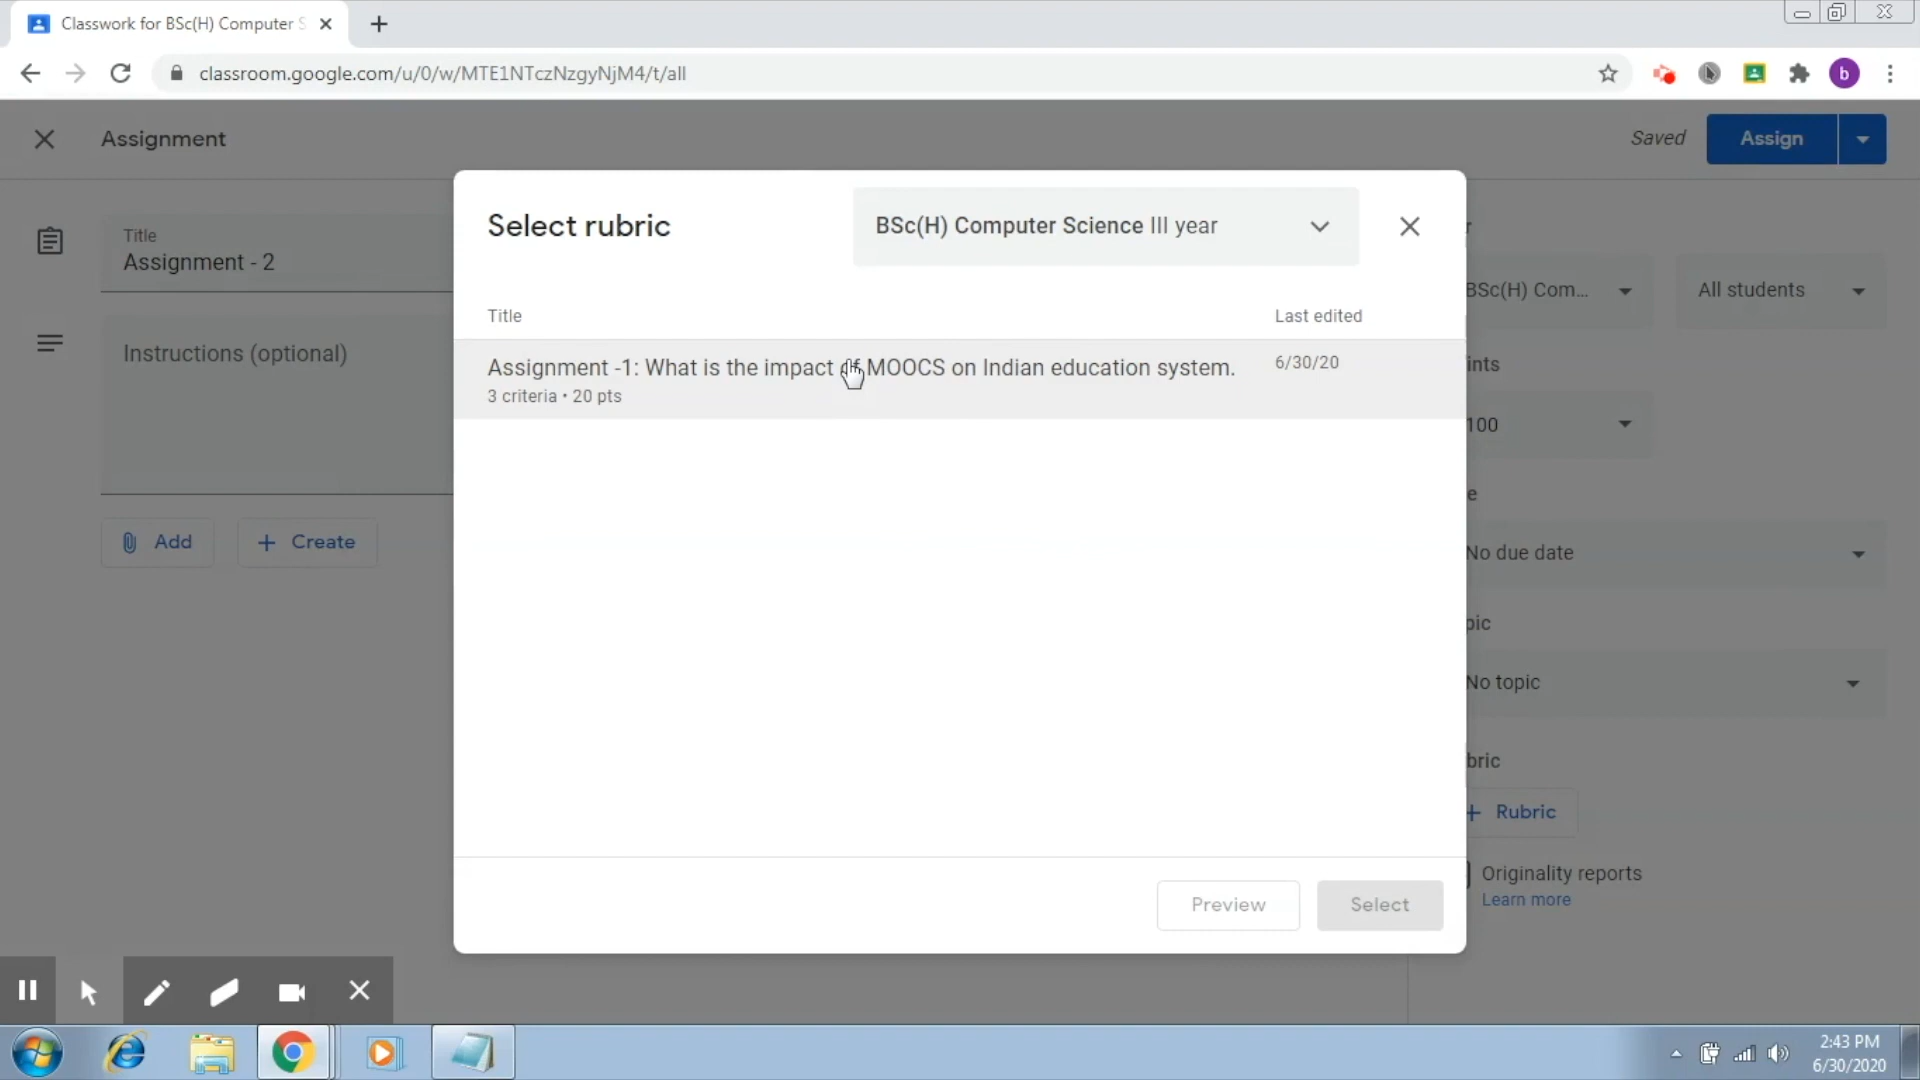 Classwork for BSc(H) Computer S
classroom.google.com/u/0/w/MTE1NTczNzgyNjM4/t/all
b
Assignment
Saved
Assign
Select rubric
BSc(H) Computer Science III year
Title
Assignment - 2
Instructions (optional)
Add
Create
Title
Last edited
Assignment -1: What is the impact of MOOCS on Indian education system.
6/30/20
3 criteria • 20 pts
Preview
Select
r
BSc(H) Com...
All students
ints
100
e
No due date
pic
No topic
bric
Rubric
Originality reports
Learn more
2:43 PM
6/30/2020